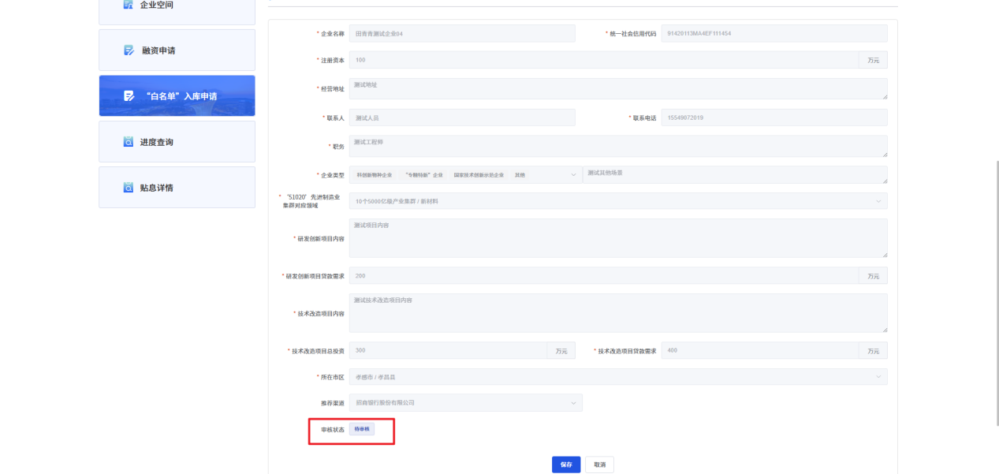 企业空间
融资申请
“白名单”入库申请
进度查询
贴息详情
* 企业名称 田青青测试企业04 * 统一社会信用代码 91420113MA4EF111454
* 注册资本 100 万元
* 经营地址 测试地址
* 联系人 测试人员 * 联系电话 15549072019
* 职务 测试工程师
* 企业类型 科创新物种企业 “专精特新”企业 国家技术创新示范企业 其他 测试其他场景
* ‘51020’先进制造业
集群对应领域 10个5000亿级产业集群 / 新材料
* 研发创新项目内容 测试项目内容
* 研发创新项目贷款需求 200 万元
* 技术改造项目内容 测试技术改造项目内容
* 技术改造项目总投资 300 万元 * 技术改造项目贷款需求 400 万元
* 所在市区 孝感市 / 孝昌县
推荐渠道 招商银行股份有限公司
审核状态 待审核
保存 取消